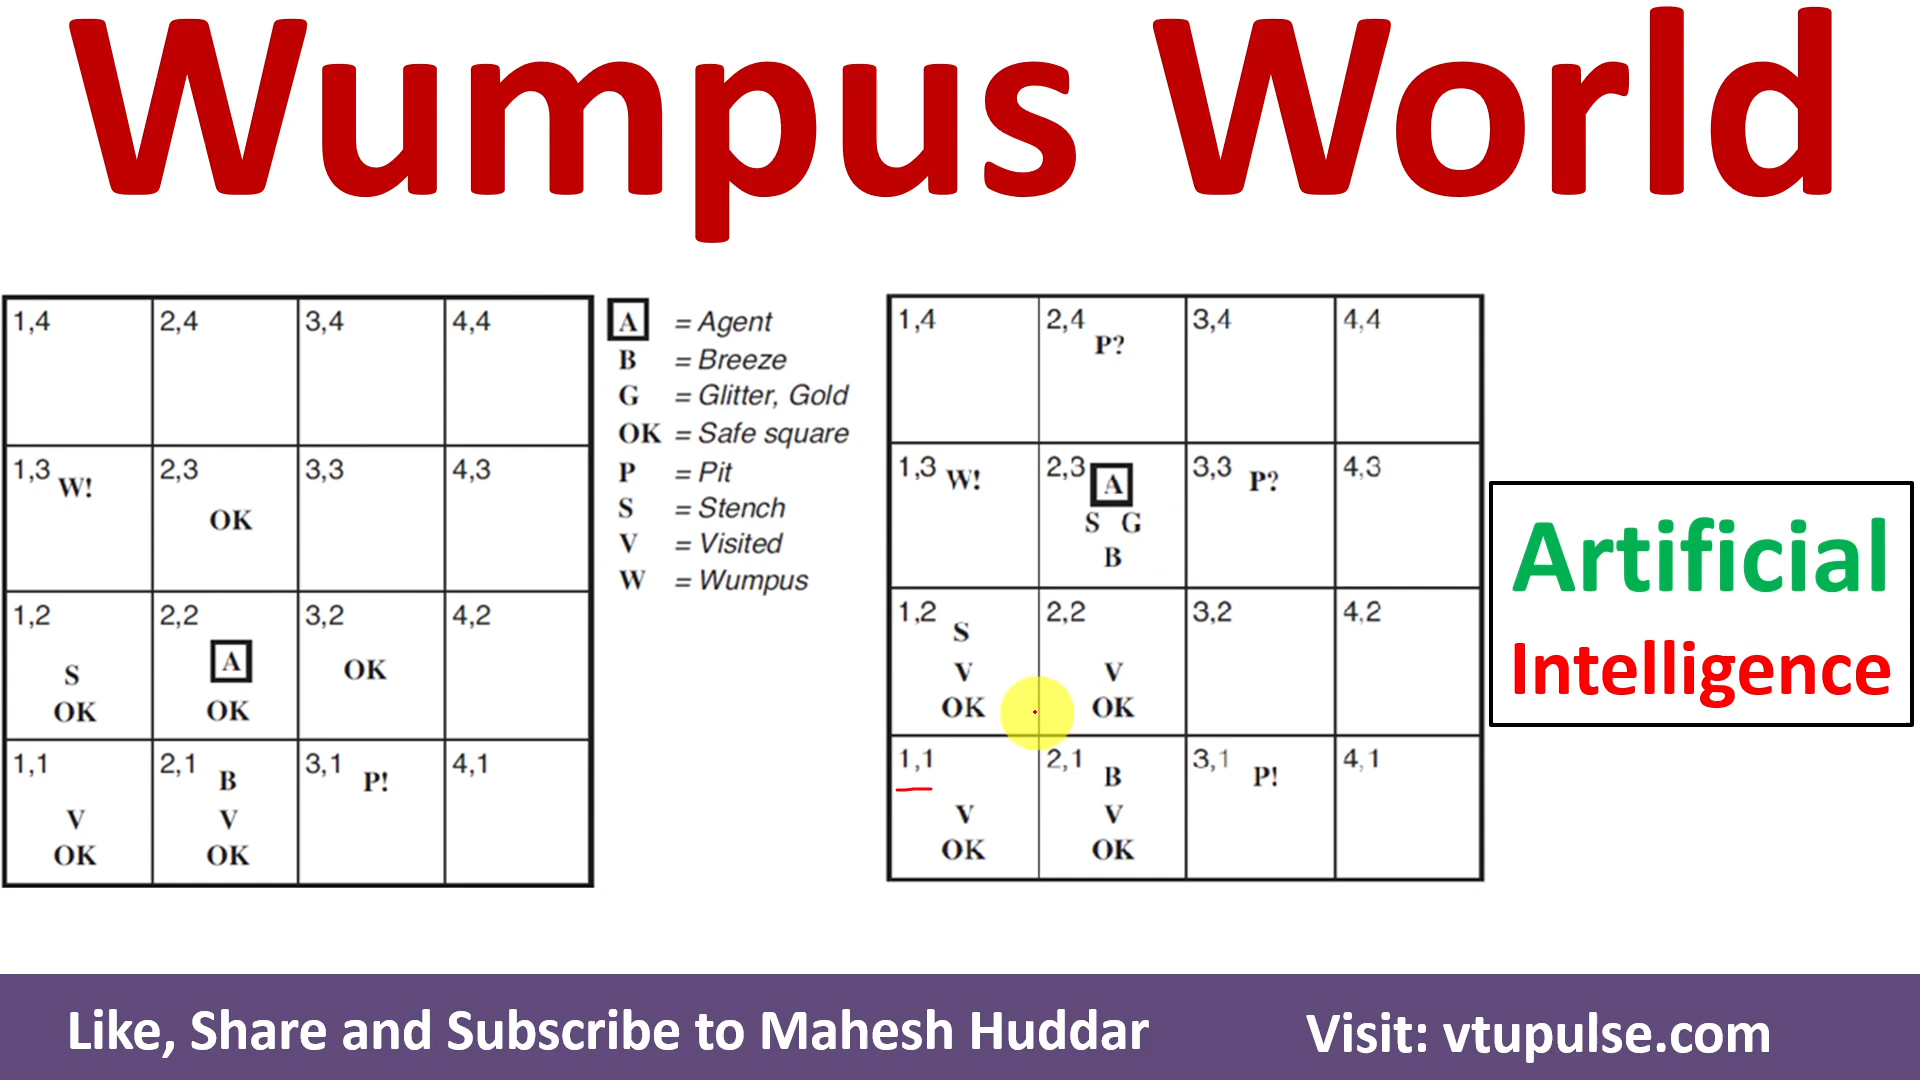 Wumpus World
1,4 2,4 3,4 4,4
1,3 W! 2,3 3,3 4,3
OK
1,2 2,2 3,2 4,2
A OK
S
OK OK
1,1 2,1 B 3,1 P! 4,1
V V
OK OK
A = Agent
B = Breeze
G = Glitter, Gold
OK = Safe square
P = Pit
S = Stench
V = Visited
W = Wumpus
1,4 2,4 P? 3,4 4,4
1,3 W! 2,3 A 3,3 P? 4,3
S G
B
1,2 S 2,2 3,2 4,2
V V
OK OK
1,1 2,1 B 3,1 P! 4,1
V V
OK OK
Artificial
Intelligence
Like, Share and Subscribe to Mahesh Huddar
Visit: vtupulse.com